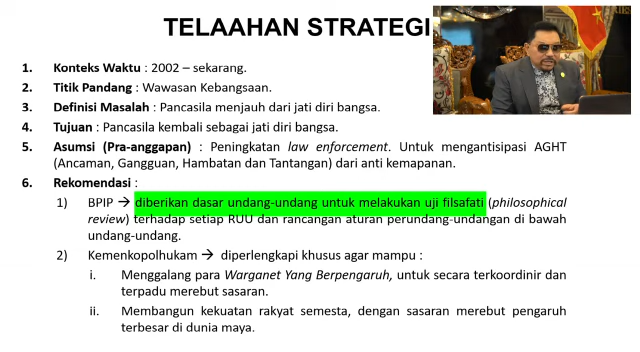 TELAAHAN STRATEGI
1. Konteks Waktu : 2002 – sekarang.
2. Titik Pandang : Wawasan Kebangsaan.
3. Definisi Masalah : Pancasila menjauh dari jati diri bangsa.
4. Tujuan : Pancasila kembali sebagai jati diri bangsa.
5. Asumsi (Pra-anggapan) : Peningkatan law enforcement. Untuk mengantisipasi AGHT
(Ancaman, Gangguan, Hambatan dan Tantangan) dari anti kemapanan.
6. Rekomendasi :
1) BPIP → diberikan dasar undang-undang untuk melakukan uji filsafati (philosophical
review) terhadap setiap RUU dan rancangan aturan perundang-undangan di bawah
undang-undang.
2) Kemenkopolhukam → diperlengkapi khusus agar mampu :
i. Menggalang para Warganet Yang Berpengaruh, untuk secara terkoordinir dan
terpadu merebut sasaran.
ii. Membangun kekuatan rakyat semesta, dengan sasaran merebut pengaruh
terbesar di dunia maya.